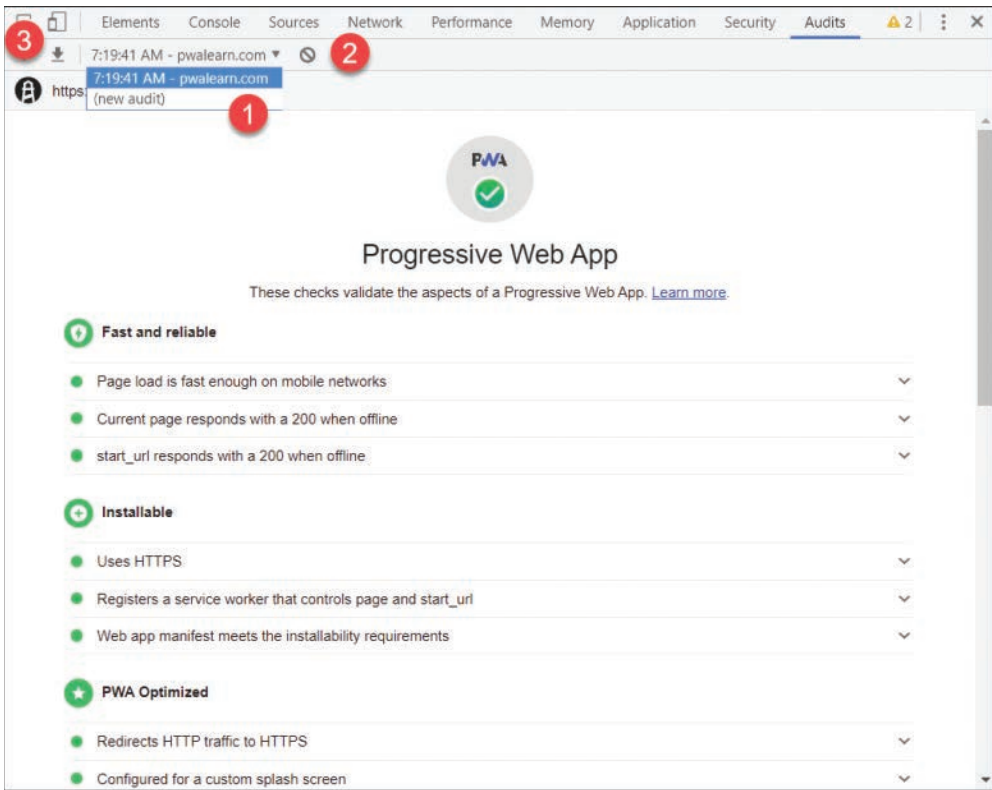 Elements Console Sources Network Performance Memory Application Security Audits 2
3
7:19:41 AM - pwalearn.com 2
7:19:41 AM - pwalearn.com
https:
(new audit)
1
PWA
Progressive Web App
These checks validate the aspects of a Progressive Web App. Learn more.
Fast and reliable
Page load is fast enough on mobile networks
Current page responds with a 200 when offline
start_url responds with a 200 when offline
Installable
Uses HTTPS
Registers a service worker that controls page and start_url
Web app manifest meets the installability requirements
PWA Optimized
Redirects HTTP traffic to HTTPS
Configured for a custom splash screen